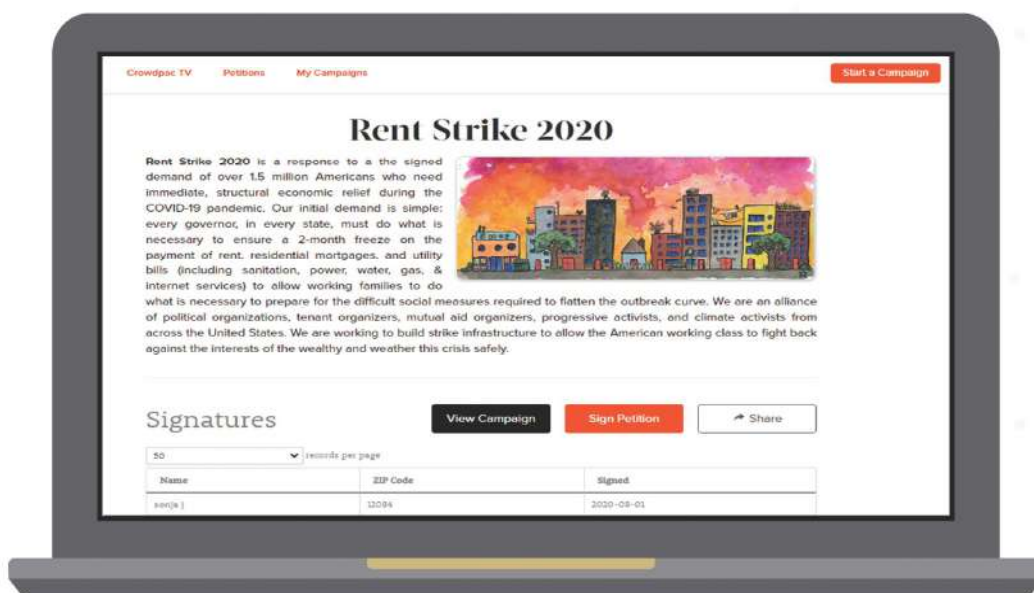 Crowdpac TV Petitions My Campaigns Start a Campaign
Rent Strike 2020
Rent Strike 2020 is a response to a the signed
demand of over 1.5 million Americans who need
immediate, structural economic relief during the
COVID-19 pandemic. Our initial demand is simple:
every governor, in every state, must do what is
necessary to ensure a 2-month freeze on the
payment of rent, residential mortgages, and utility
bills (including sanitation, power, water, gas, &
internet services) to allow working families to do
what is necessary to prepare for the difficult social measures required to flatten the outbreak curve. We are an alliance
of political organizations, tenant organizers, mutual aid organizers, progressive activists, and climate activists from
across the United States. We are working to build strike infrastructure to allow the American working class to fight back
against the interests of the wealthy and weather this crisis safely.
Signatures View Campaign Sign Petition Share
50 records per page
Name ZIP Code Signed
sonja j 12094 2020-08-01